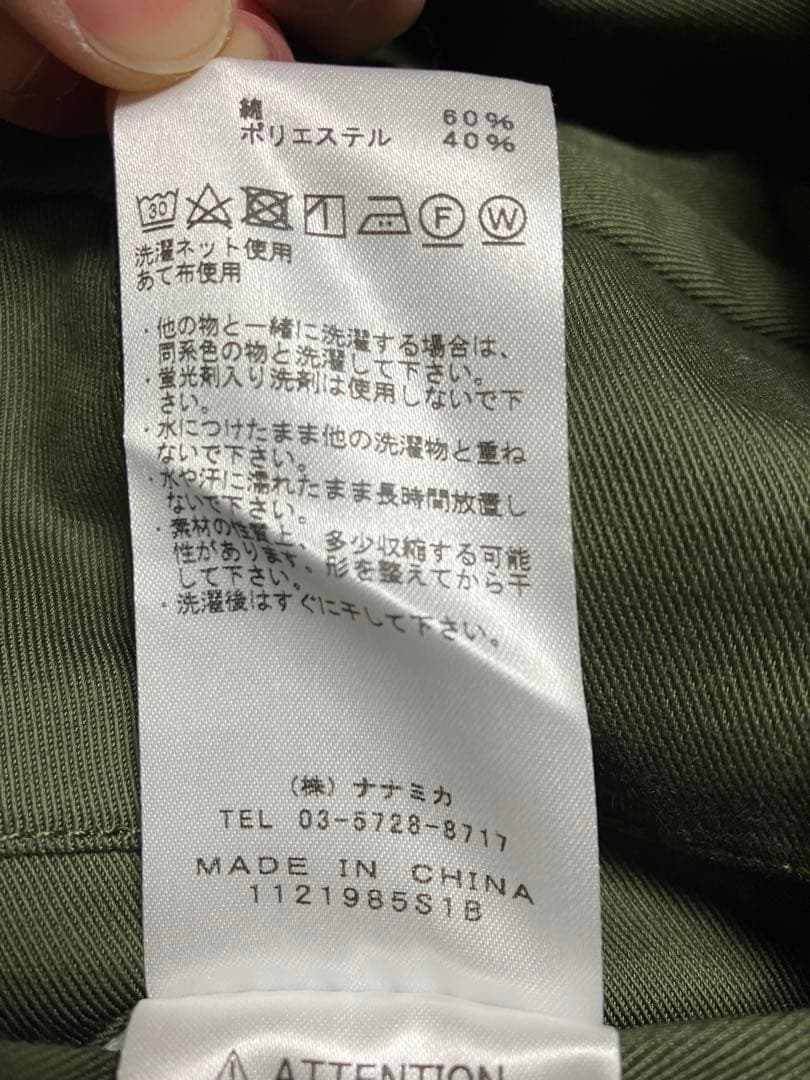 綿 60%
ポリエステル 40%
30 F W
洗濯ネット使用
あて布使用
・他の物と一緒に洗濯する場合は、
同系色の物と洗濯して下さい。
・蛍光剤入り洗剤は使用しないで下
さい。
・水につけたまま他の洗濯物と重ね
ないで下さい。
・水や汗に濡れたまま長時間放置し
ないで下さい。
・素材の性質上、多少収縮する可能
性があります、形を整えてから干
して下さい。
・洗濯後はすぐに干して下さい。
(株) ナナミカ
TEL 03-5728-8717
MADE IN CHINA
1121985S1B
ATTENTION